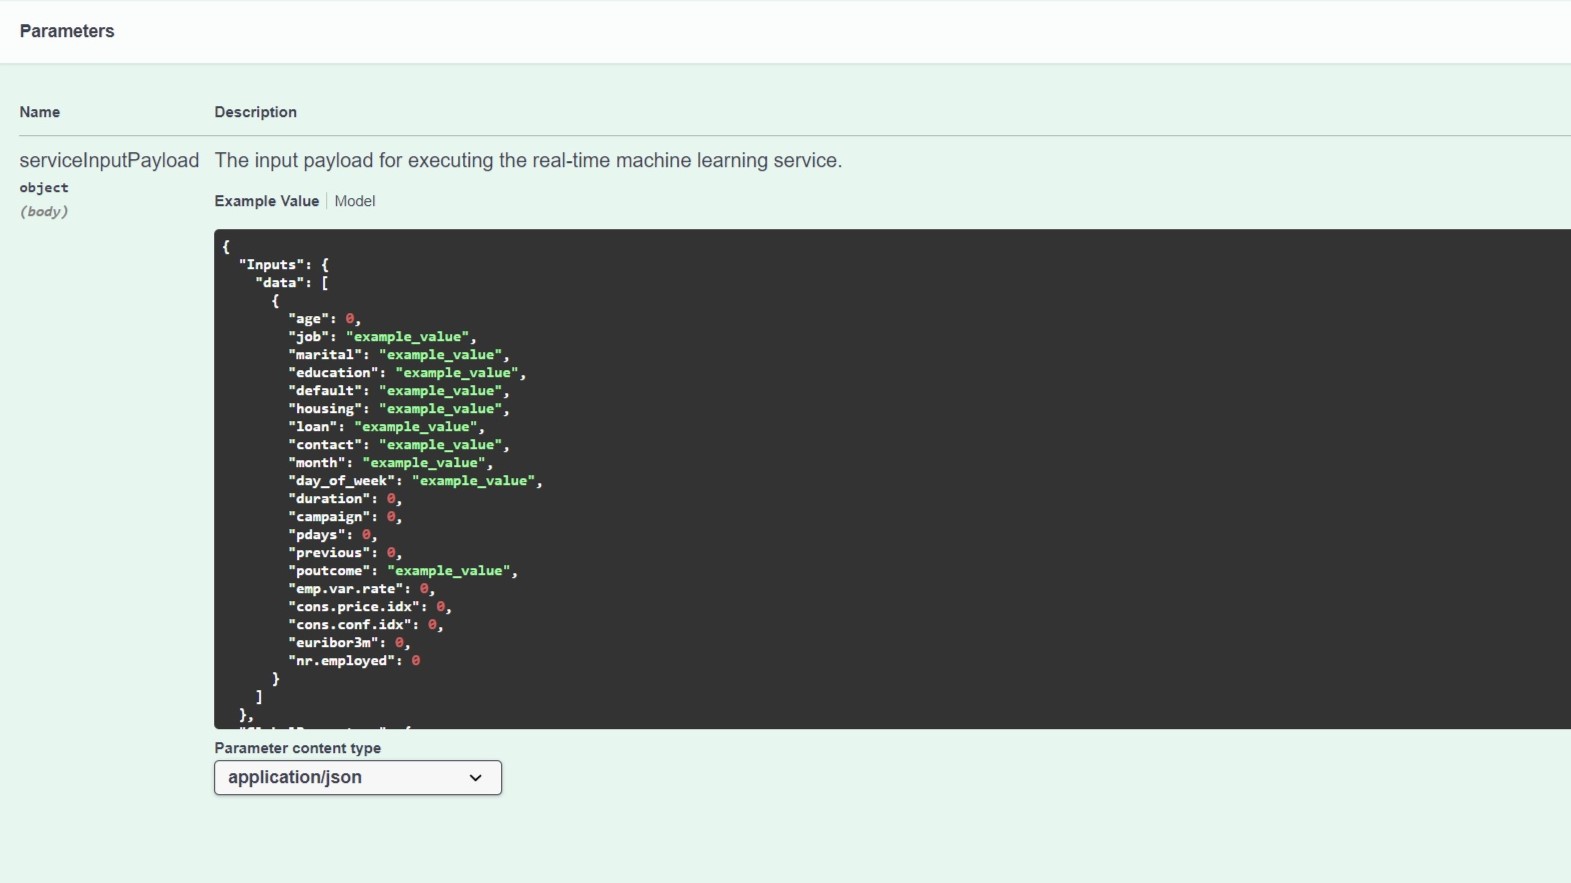 Parameters
Name Description
serviceInputPayload The input payload for executing the real-time machine learning service.
object
(body)
Example Value Model
{
"Inputs": {
"data": [
{
"age": 0,
"job": "example_value",
"marital": "example_value",
"education": "example_value",
"default": "example_value",
"housing": "example_value",
"loan": "example_value",
"contact": "example_value",
"month": "example_value",
"day_of_week": "example_value",
"duration": 0,
"campaign": 0,
"pdays": 0,
"previous": 0,
"poutcome": "example_value",
"emp.var.rate": 0,
"cons.price.idx": 0,
"cons.conf.idx": 0,
"euribor3m": 0,
"nr.employed": 0
}
]
},
Parameter content type
application/json